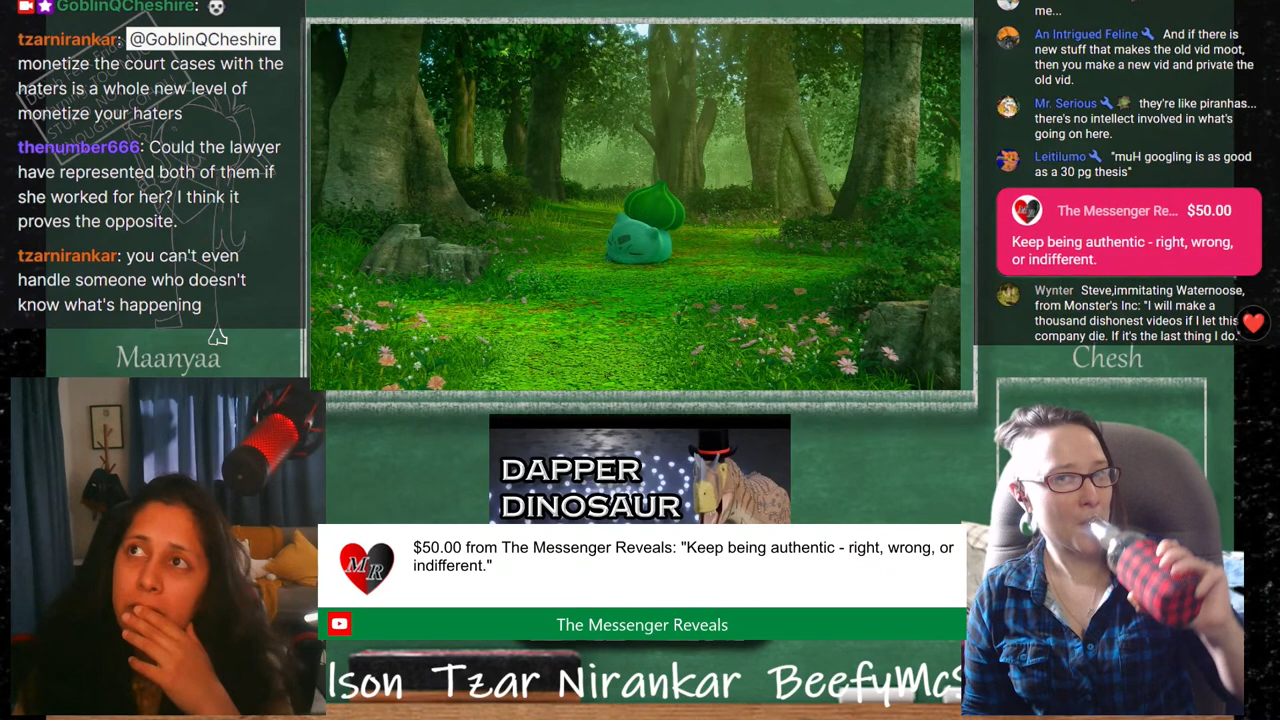 GoblinQCheshire:
tzarnirankar: @GoblinQCheshire
monetize the court cases with the
haters is a whole new level of
monetize your haters
thenumber666: Could the lawyer
have represented both of them if
she worked for her? I think it
proves the opposite.
tzarnirankar: you can't even
handle someone who doesn't
know what's happening
Maanyaa
me...
An Intrigued Feline And if there is
new stuff that makes the old vid moot,
then you make a new vid and private the
old vid.
Mr. Serious they're like piranhas...
there's no intellect involved in what's
going on here.
Leitilumo "muH googling is as good
as a 30 pg thesis"
The Messenger Re... $50.00
Keep being authentic - right, wrong,
or indifferent.
Wynter Steve,immitating Waternoose,
from Monster's Inc: "I will make a
thousand dishonest videos if I let this
company die. If it's the last thing I do."
Chesh
DAPPER
DINOSAUR
MR
$50.00 from The Messenger Reveals: "Keep being authentic - right, wrong, or
indifferent."
The Messenger Reveals
lson Tzar Nirankar BeefyMcS